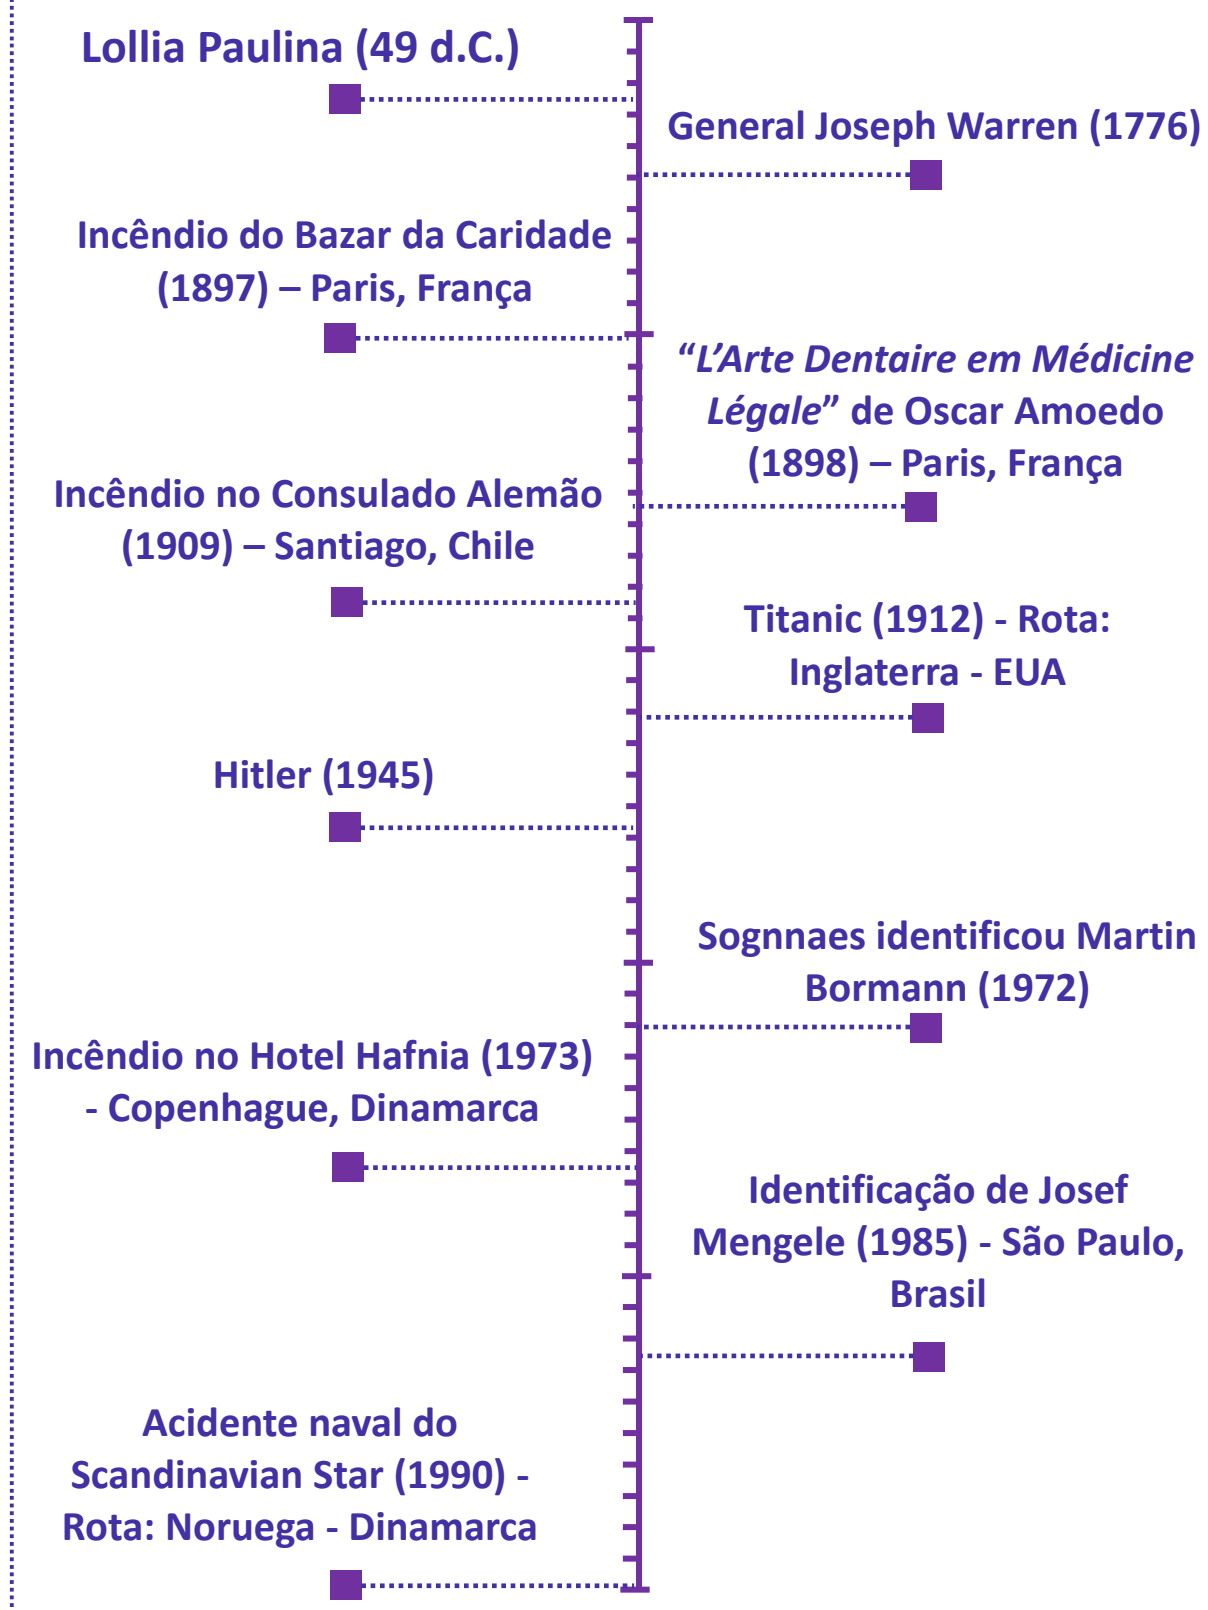 Lollia Paulina (49 d.C.)
General Joseph Warren (1776)
Incêndio do Bazar da Caridade
(1897) – Paris, França
“L’Arte Dentaire em Médicine
Légale” de Oscar Amoedo
(1898) – Paris, França
Incêndio no Consulado Alemão
(1909) – Santiago, Chile
Titanic (1912) - Rota:
Inglaterra - EUA
Hitler (1945)
Sognnaes identificou Martin
Bormann (1972)
Incêndio no Hotel Hafnia (1973)
- Copenhague, Dinamarca
Identificação de Josef
Mengele (1985) - São Paulo,
Brasil
Acidente naval do
Scandinavian Star (1990) -
Rota: Noruega - Dinamarca